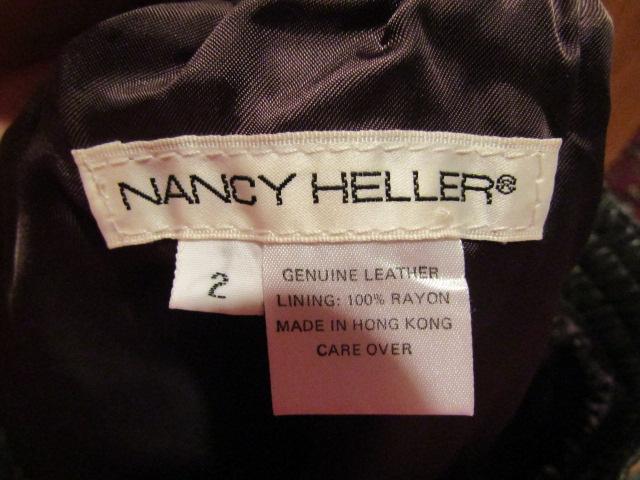 NANCY HELLER®
2
GENUINE LEATHER
LINING: 100% RAYON
MADE IN HONG KONG
CARE OVER